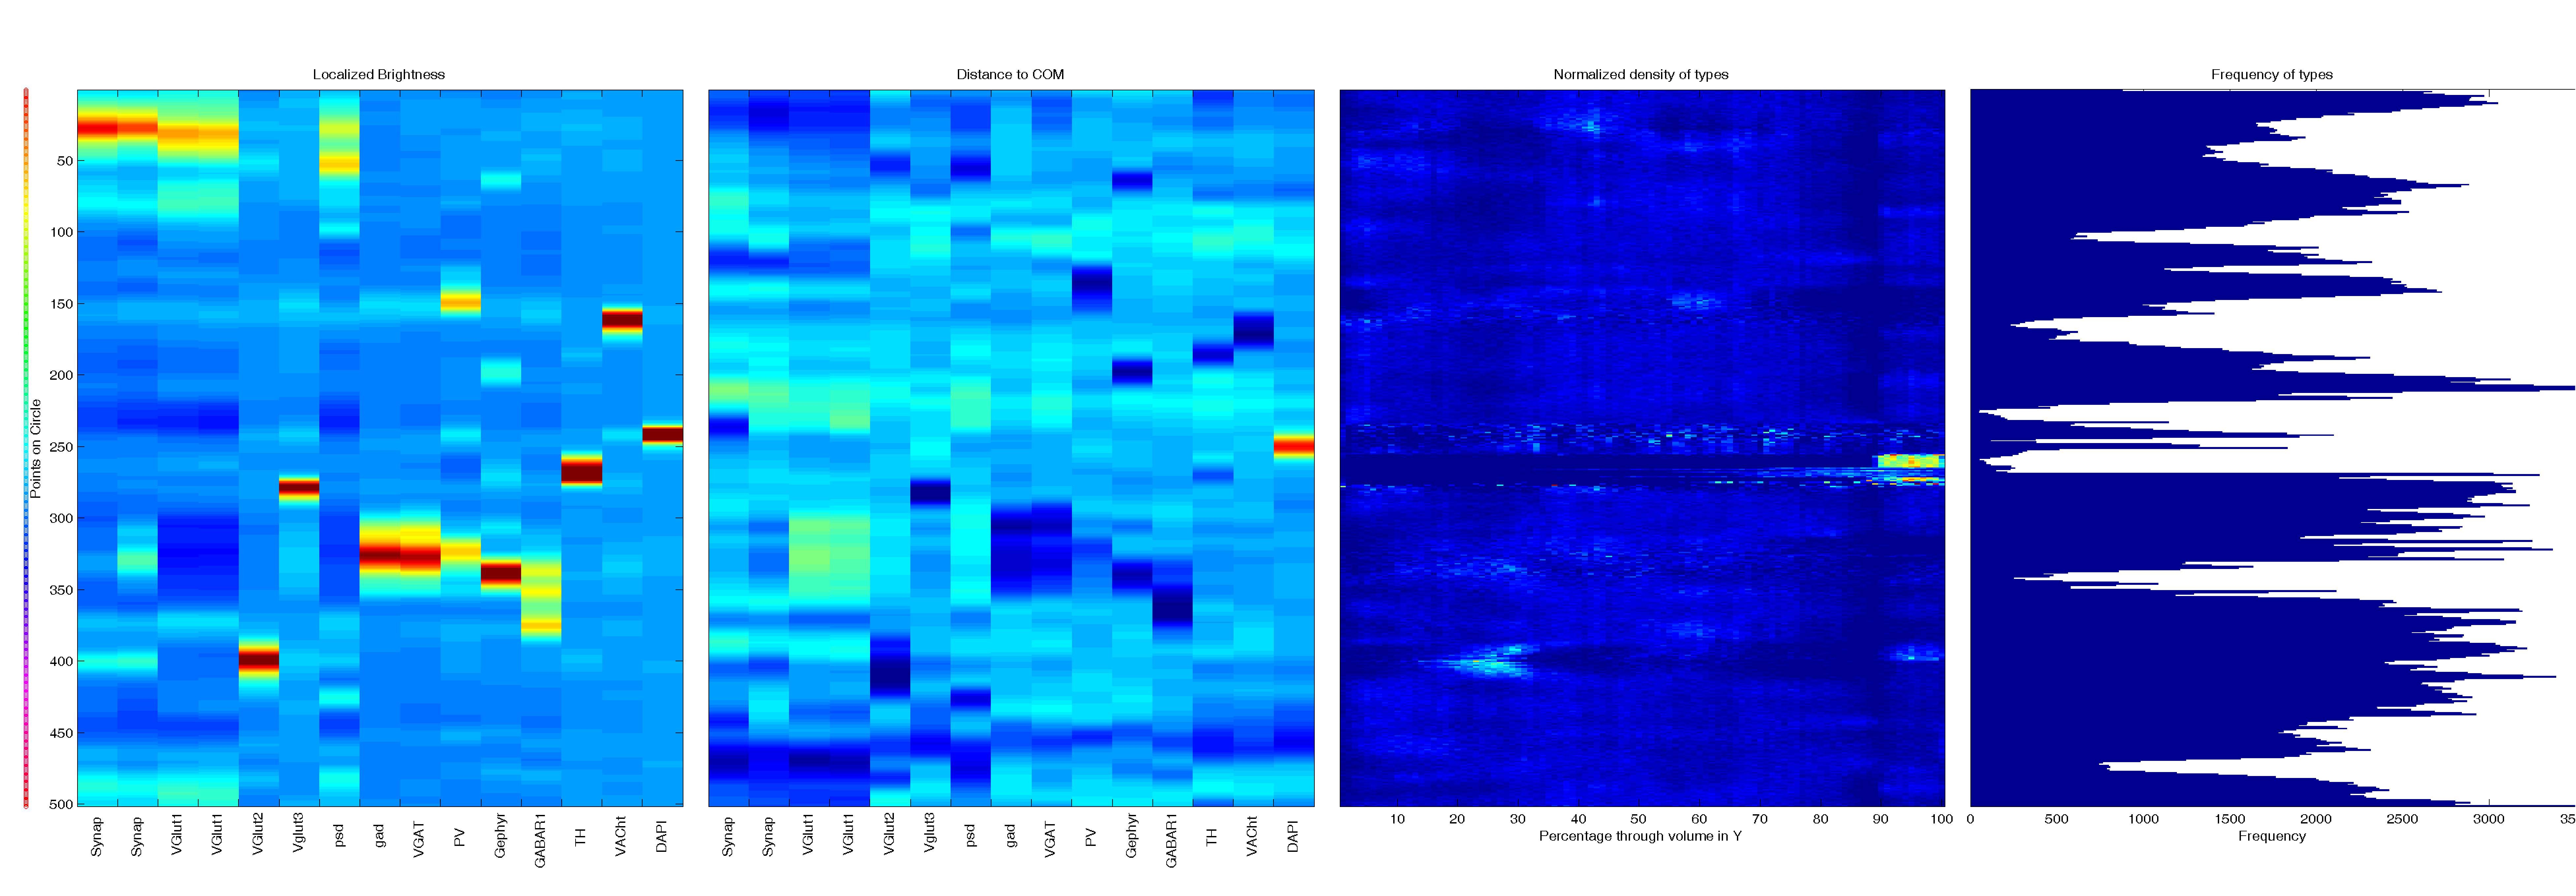 Localized Brightness
Distance to COM
Normalized density of types
Frequency of types
Points on Circle
50
100
150
200
250
300
350
400
450
500
Synap
Synap
VGlut1
VGlut1
VGlut2
Vglut3
psd
gad
VGAT
PV
Gephyr
GABAR1
TH
VACht
DAPI
Synap
Synap
VGlut1
VGlut1
VGlut2
Vglut3
psd
gad
VGAT
PV
Gephyr
GABAR1
TH
VAcht
DAPI
10 20 30 40 50 60 70 80 90 100
Percentage through volume in Y
0 500 1000 1500 2000 2500 3000 35
Frequency